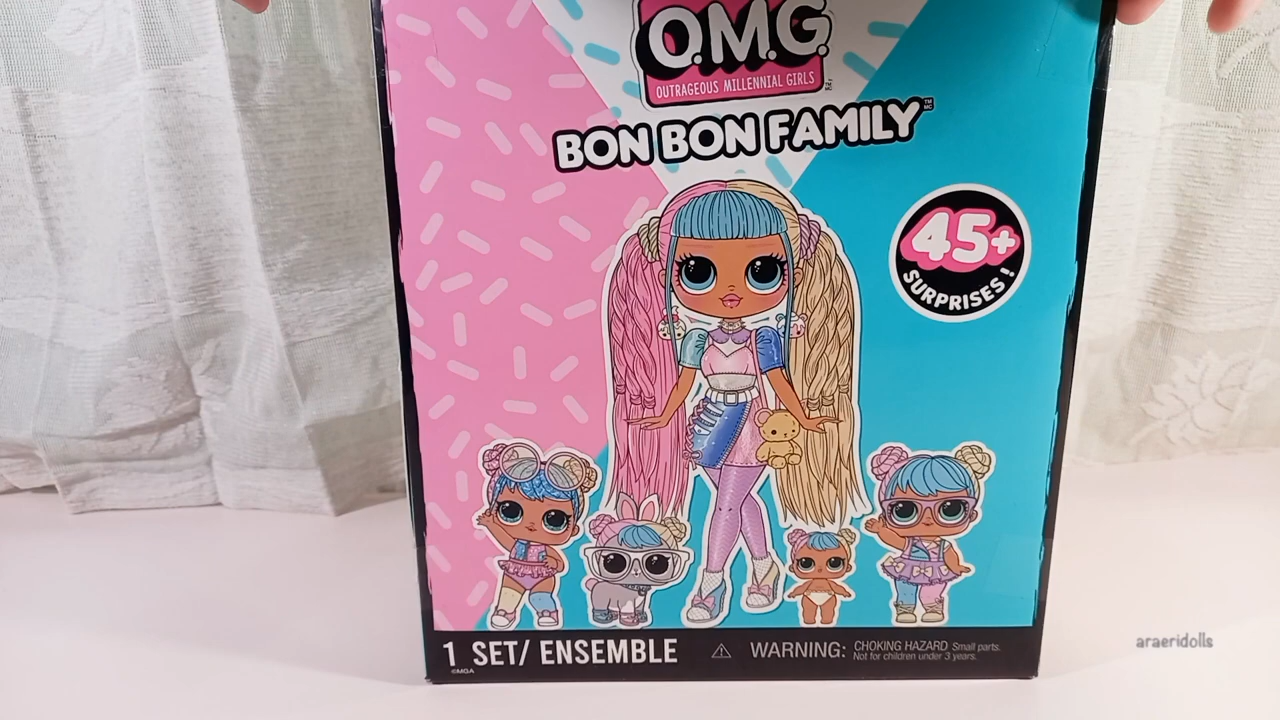 O.M.G.
OUTRAGEOUS MILLENNIAL GIRLS
BON BON FAMILY™
MC
45+
SURPRISES!
1 SET/ ENSEMBLE
©MGA
⚠ WARNING: CHOKING HAZARD Small parts.
Not for children under 3 years.
araeridolls